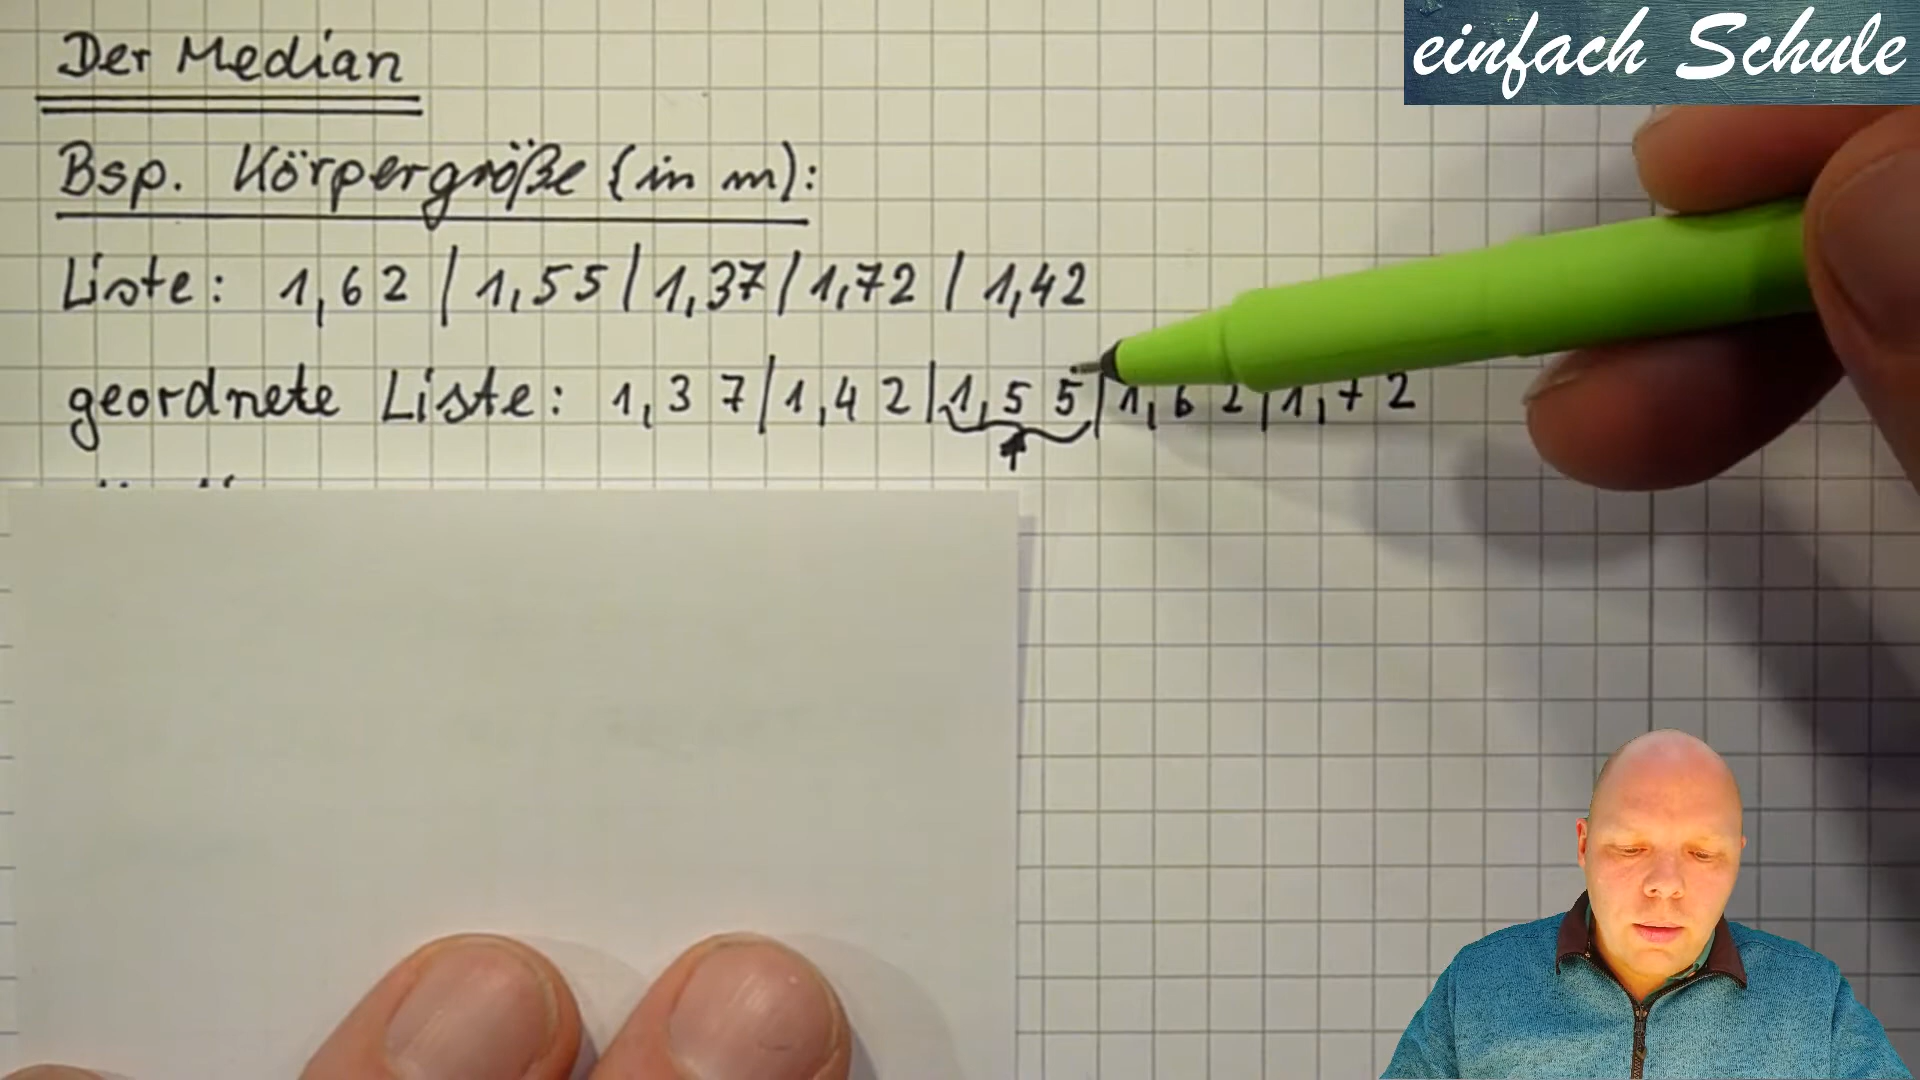 einfach Schule
Der Median
Bsp. Körpergröße (in m):
Liste: 1,62 | 1,55 | 1,37 | 1,72 | 1,42
geordnete Liste: 1,37 | 1,42 | 1,55 | 1,62 | 1,72